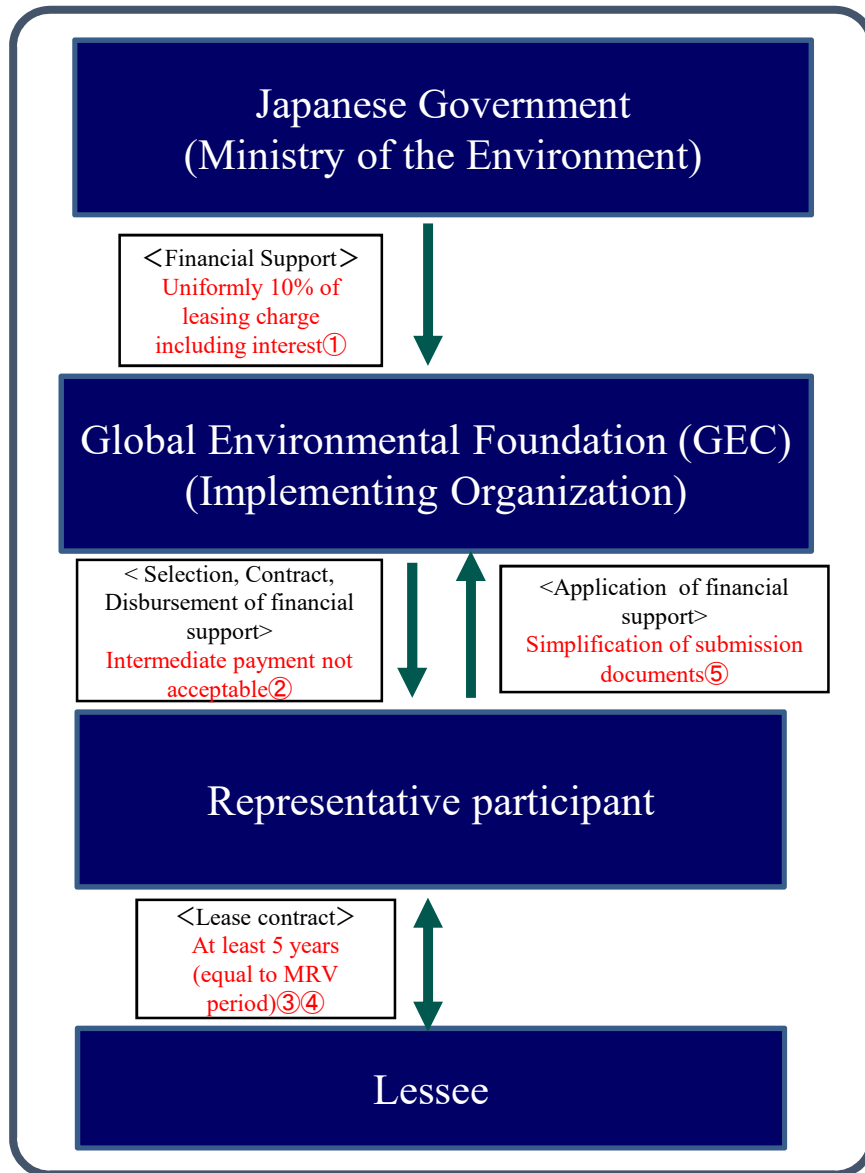 Japanese Government
(Ministry of the Environment)
＜Financial Support＞
Uniformly 10% of
leasing charge
including interest①
Global Environmental Foundation (GEC)
(Implementing Organization)
< Selection, Contract,
Disbursement of financial
support>
Intermediate payment not
acceptable②
<Application of financial
support>
Simplification of submission
documents⑤
Representative participant
＜Lease contract＞
At least 5 years
(equal to MRV
period)③④
Lessee